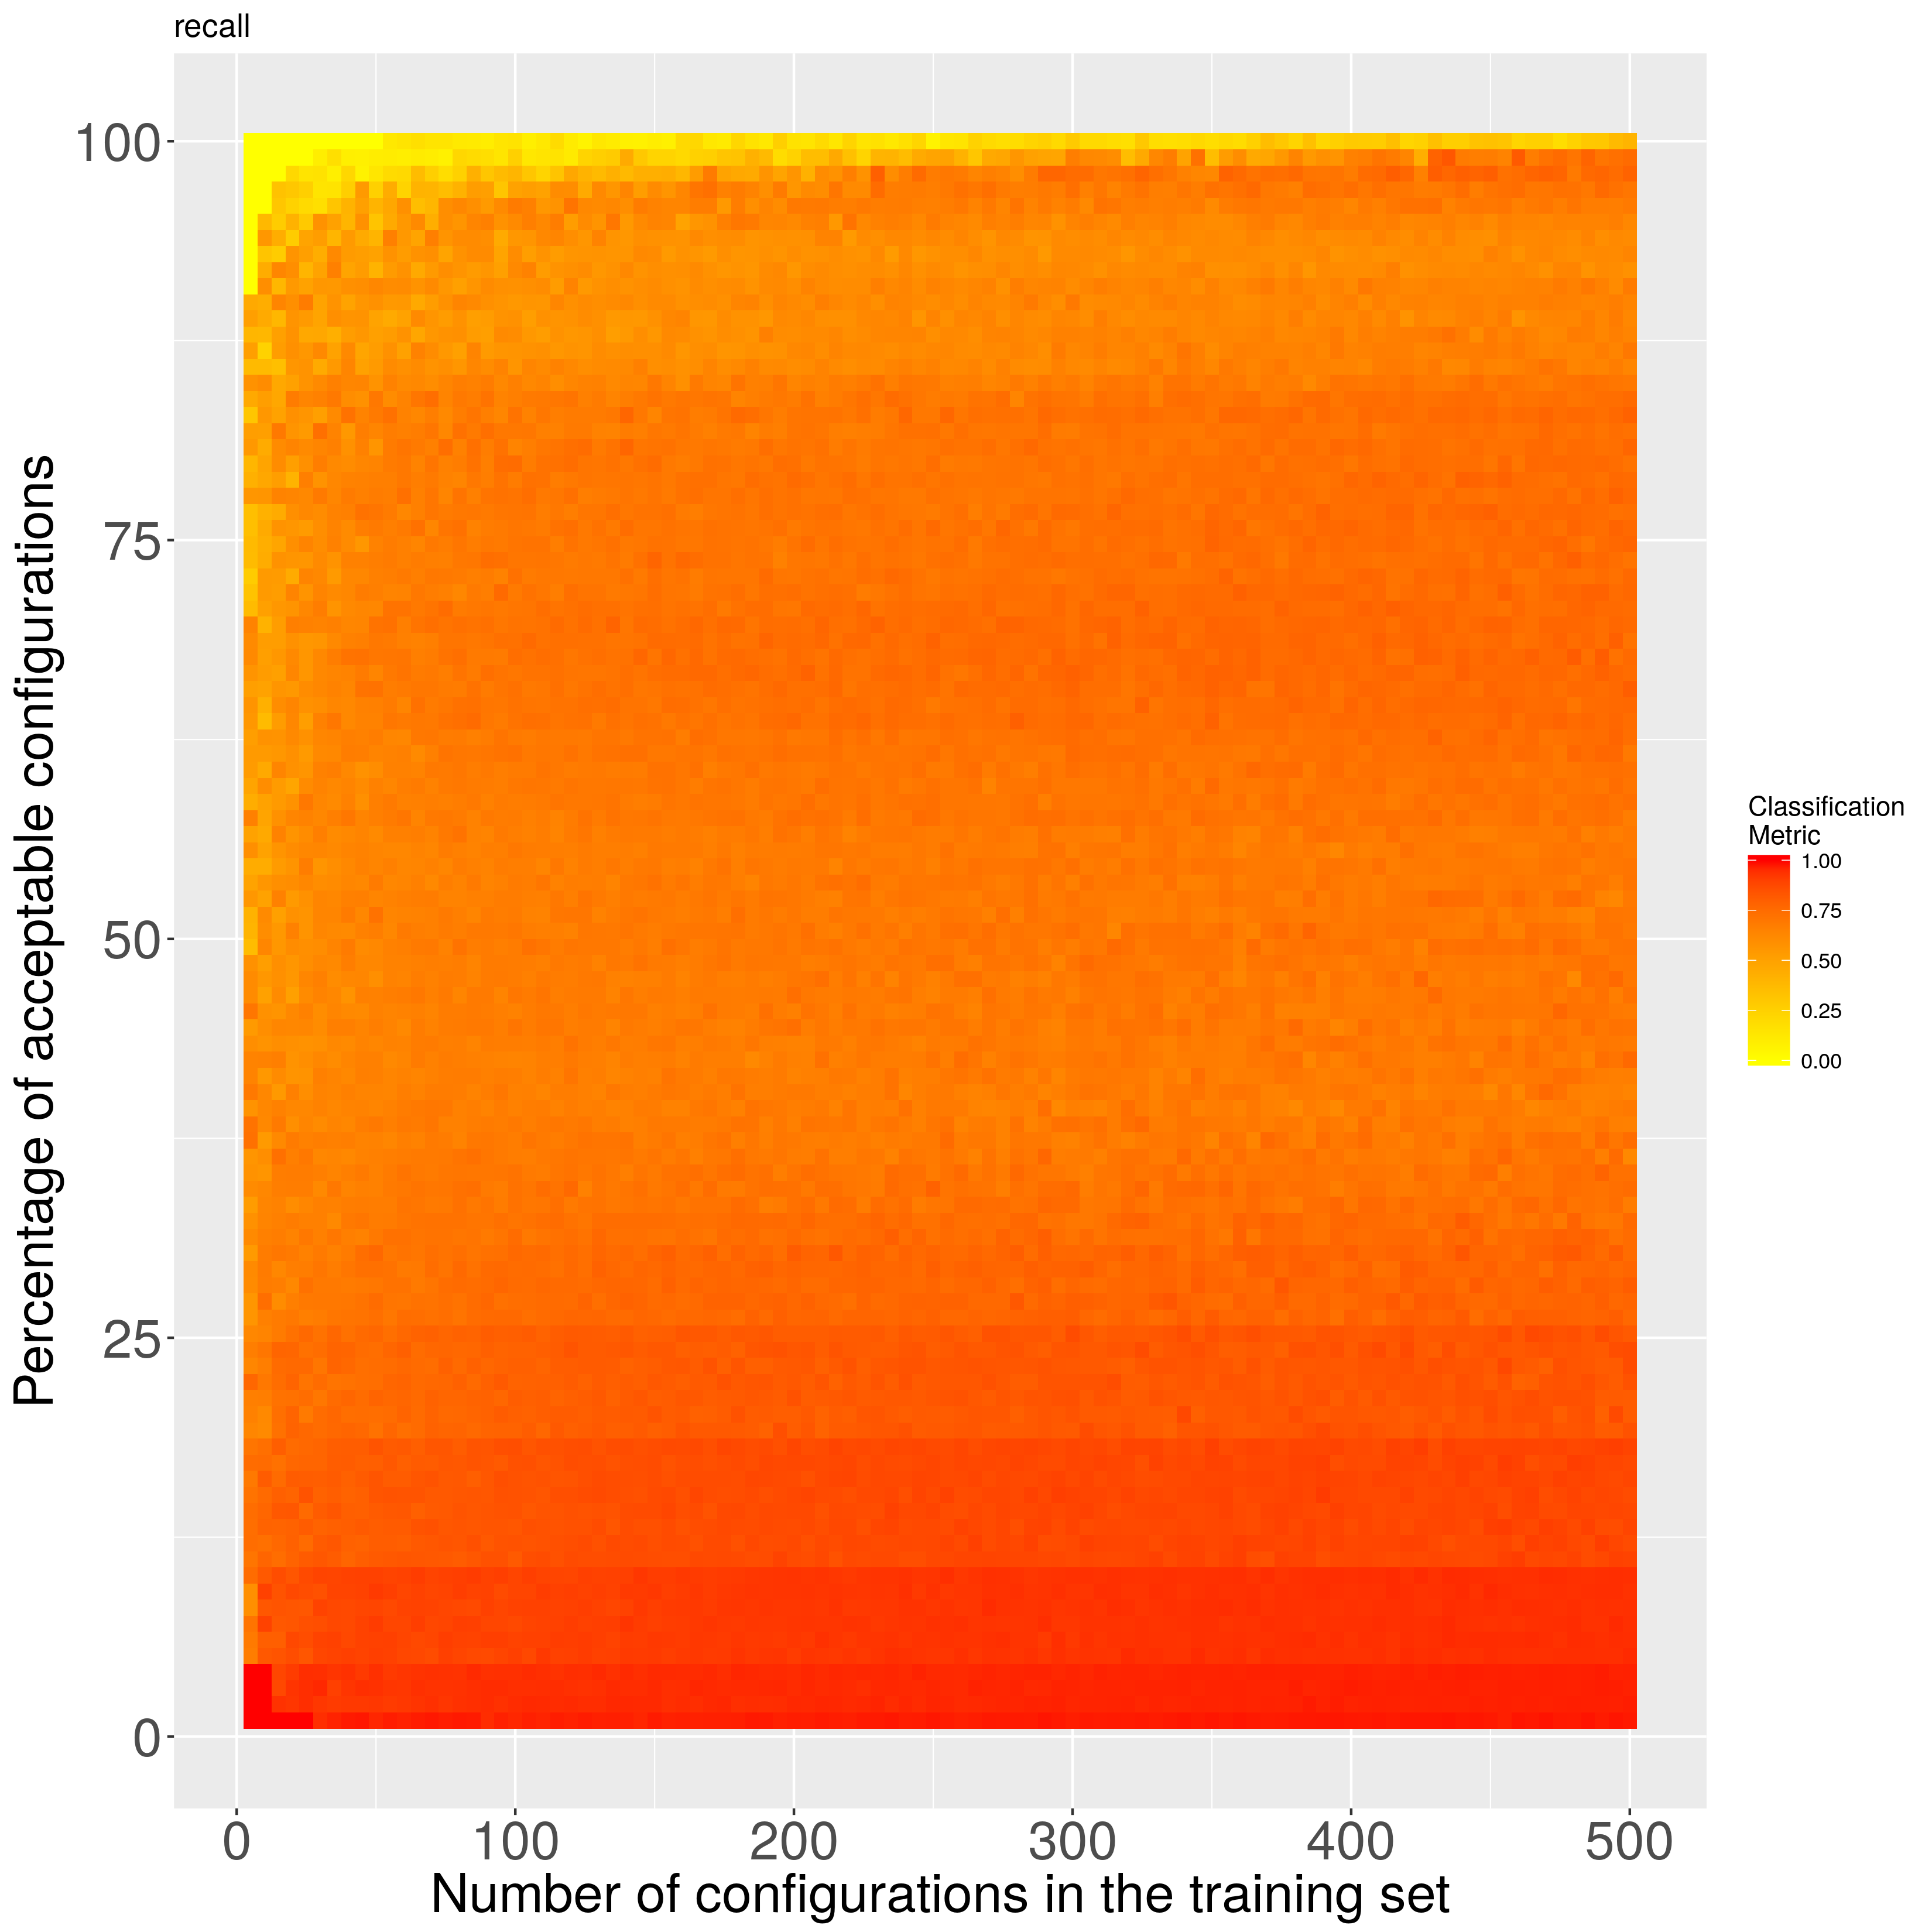 recall
100
75
50
25
0
Percentage of acceptable configurations
0 100 200 300 400 500
Number of configurations in the training set
Classification
Metric
1.00
0.75
0.50
0.25
0.00